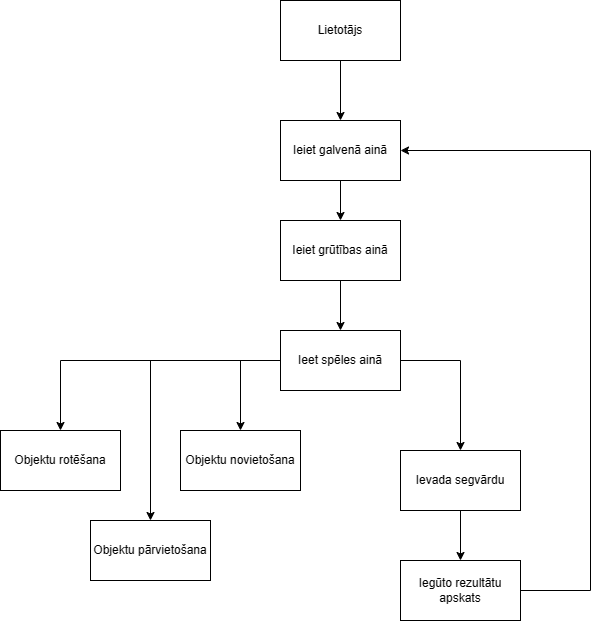 Lietotājs
Ieiet galvenā ainā
Ieiet grūtības ainā
Ieet spēles ainā
Objektu rotēšana
Objektu novietošana
Objektu pārvietošana
Ievada segvārdu
Iegūto rezultātu
apskats